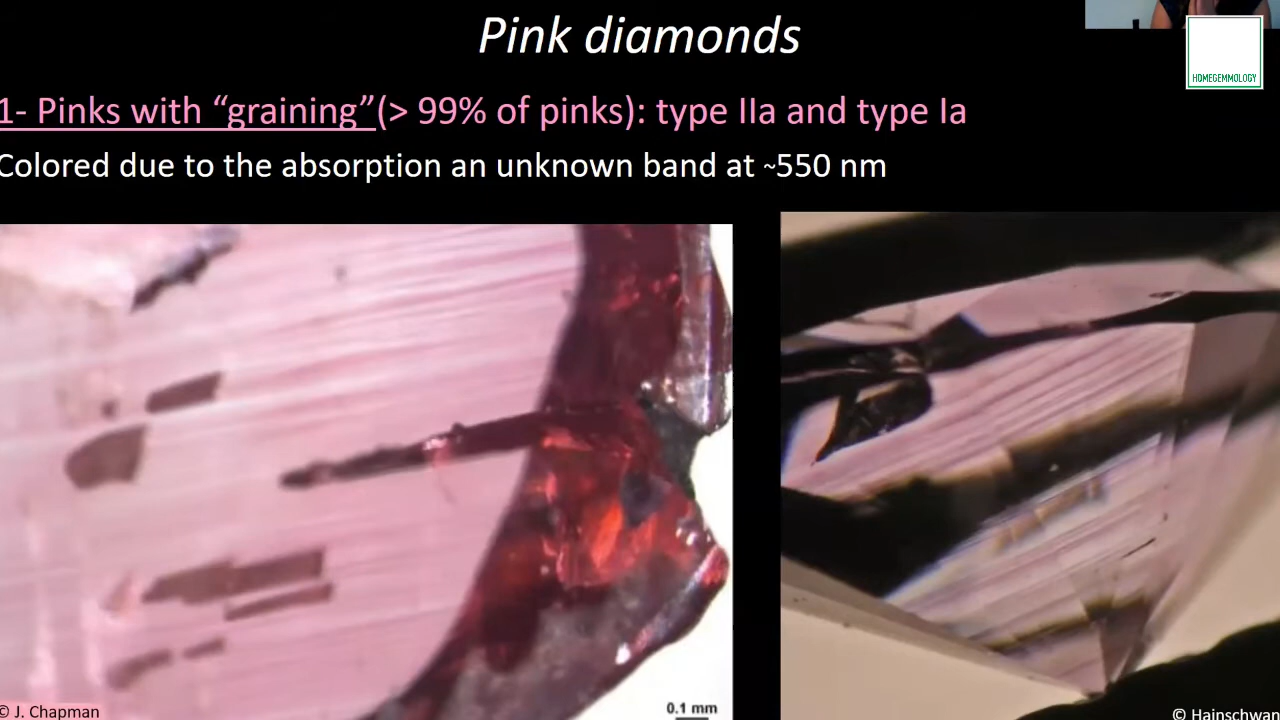 Pink diamonds
HOMEGEMMOLOGY
1- Pinks with “graining”(> 99% of pinks): type IIa and type Ia
Colored due to the absorption an unknown band at ~550 nm
© J. Chapman
0.1 mm
© Hainschwan